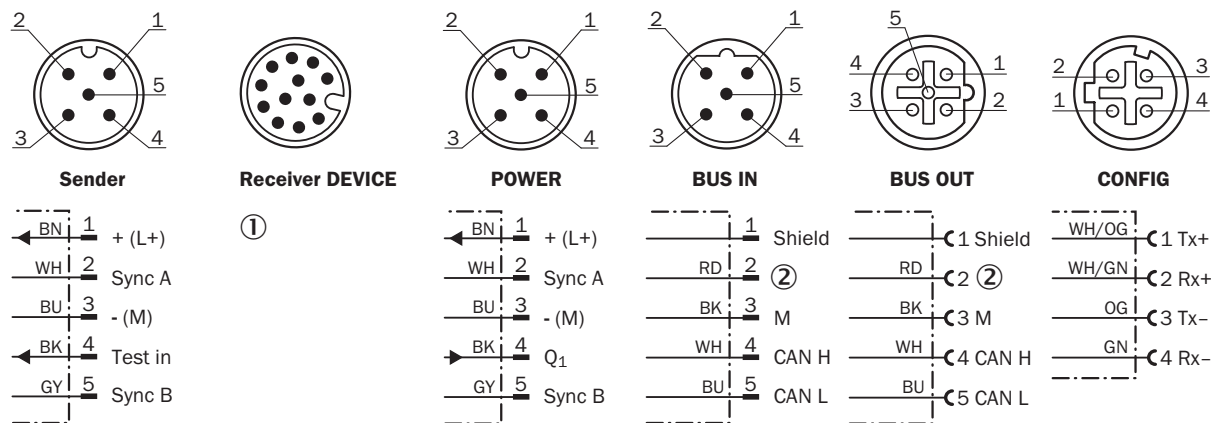 2 1
5
3 4
Sender
BN 1 + (L+)
WH 2 Sync A
BU 3 - (M)
BK 4 Test in
GY 5 Sync B
Receiver DEVICE
①
2 1
5
3 4
POWER
BN 1 + (L+)
WH 2 Sync A
BU 3 - (M)
BK 4 Q₁
GY 5 Sync B
2 1
5
3 4
BUS IN
1 Shield
RD 2 ②
BK 3 M
WH 4 CAN H
BU 5 CAN L
5
4 1
3 2
BUS OUT
1 Shield
RD 2 ②
BK 3 M
WH 4 CAN H
BU 5 CAN L
2 3
1 4
CONFIG
WH/OG 1 Tx+
WH/GN 2 Rx+
OG 3 Tx–
GN 4 Rx–